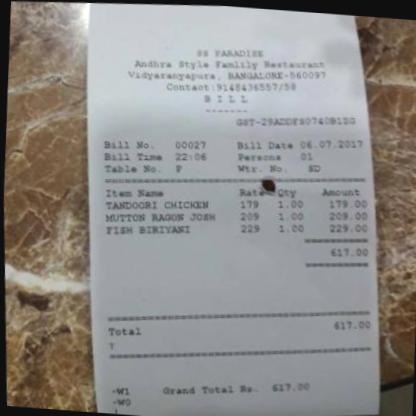 SS PARADISE
Andhra Style Famlily Restaurant
Vidyaranyapura, BANGALORE-560097
Contact:9148436557/58
B I L L
GST-29ADDFS0740B1ZG
Bill No. 00027 Bill Date 06.07.2017
Bill Time 22:06 Persons 01
Table No. P Wtr. No. SD
Item Name Rate Qty Amount
TANDOORI CHICKEN 179 1.00 179.00
MUTTON RAGON JOSH 209 1.00 209.00
FISH BIRIYANI 229 1.00 229.00
617.00
Total 617.00
T
-W1 Grand Total Rs. 617.00
-W0